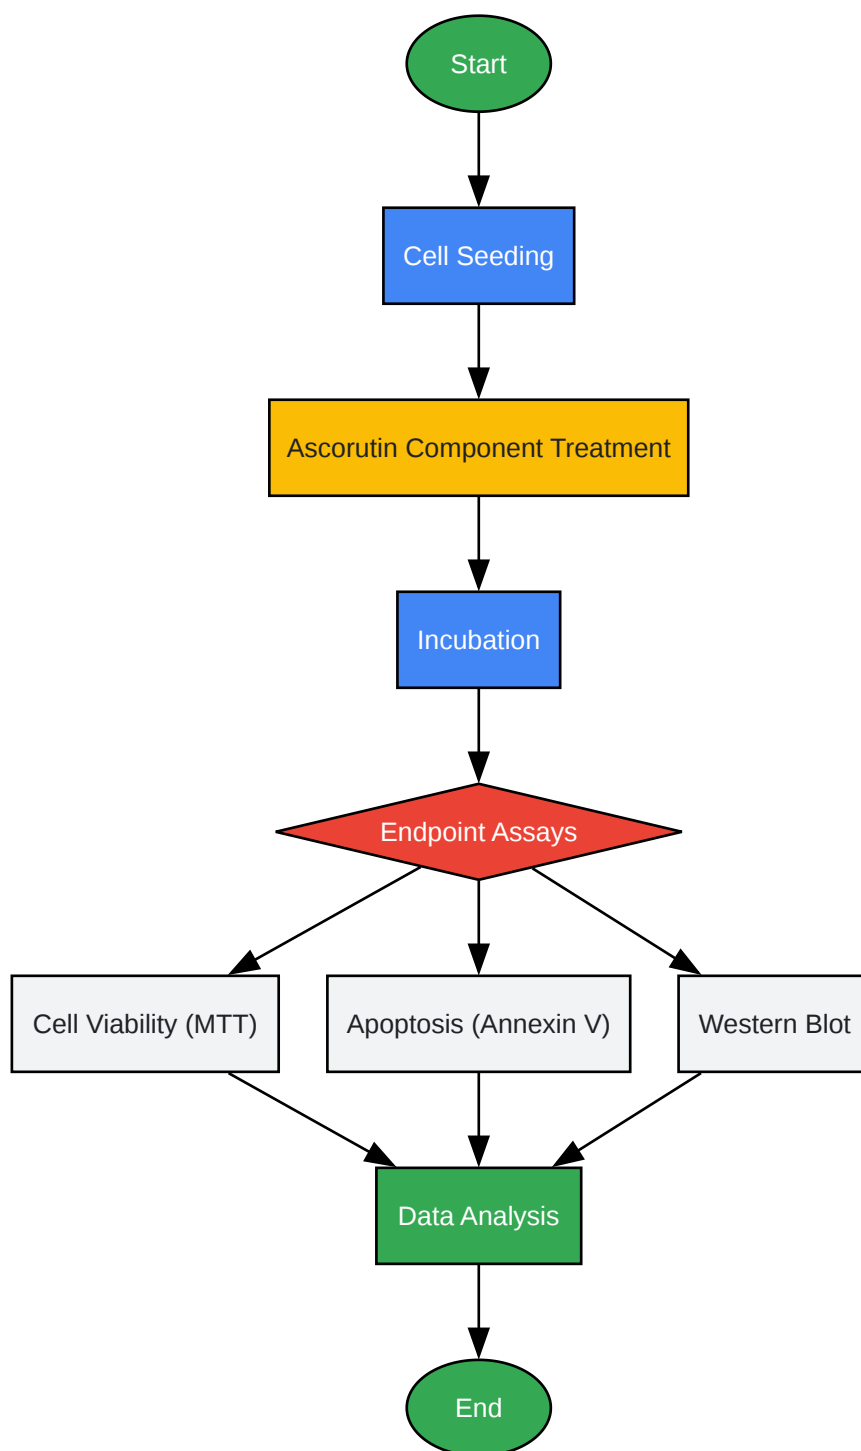 Start
Cell Seeding
Ascorutin Component Treatment
Incubation
Endpoint Assays
Cell Viability (MTT)
Apoptosis (Annexin V)
Western Blot
Data Analysis
End